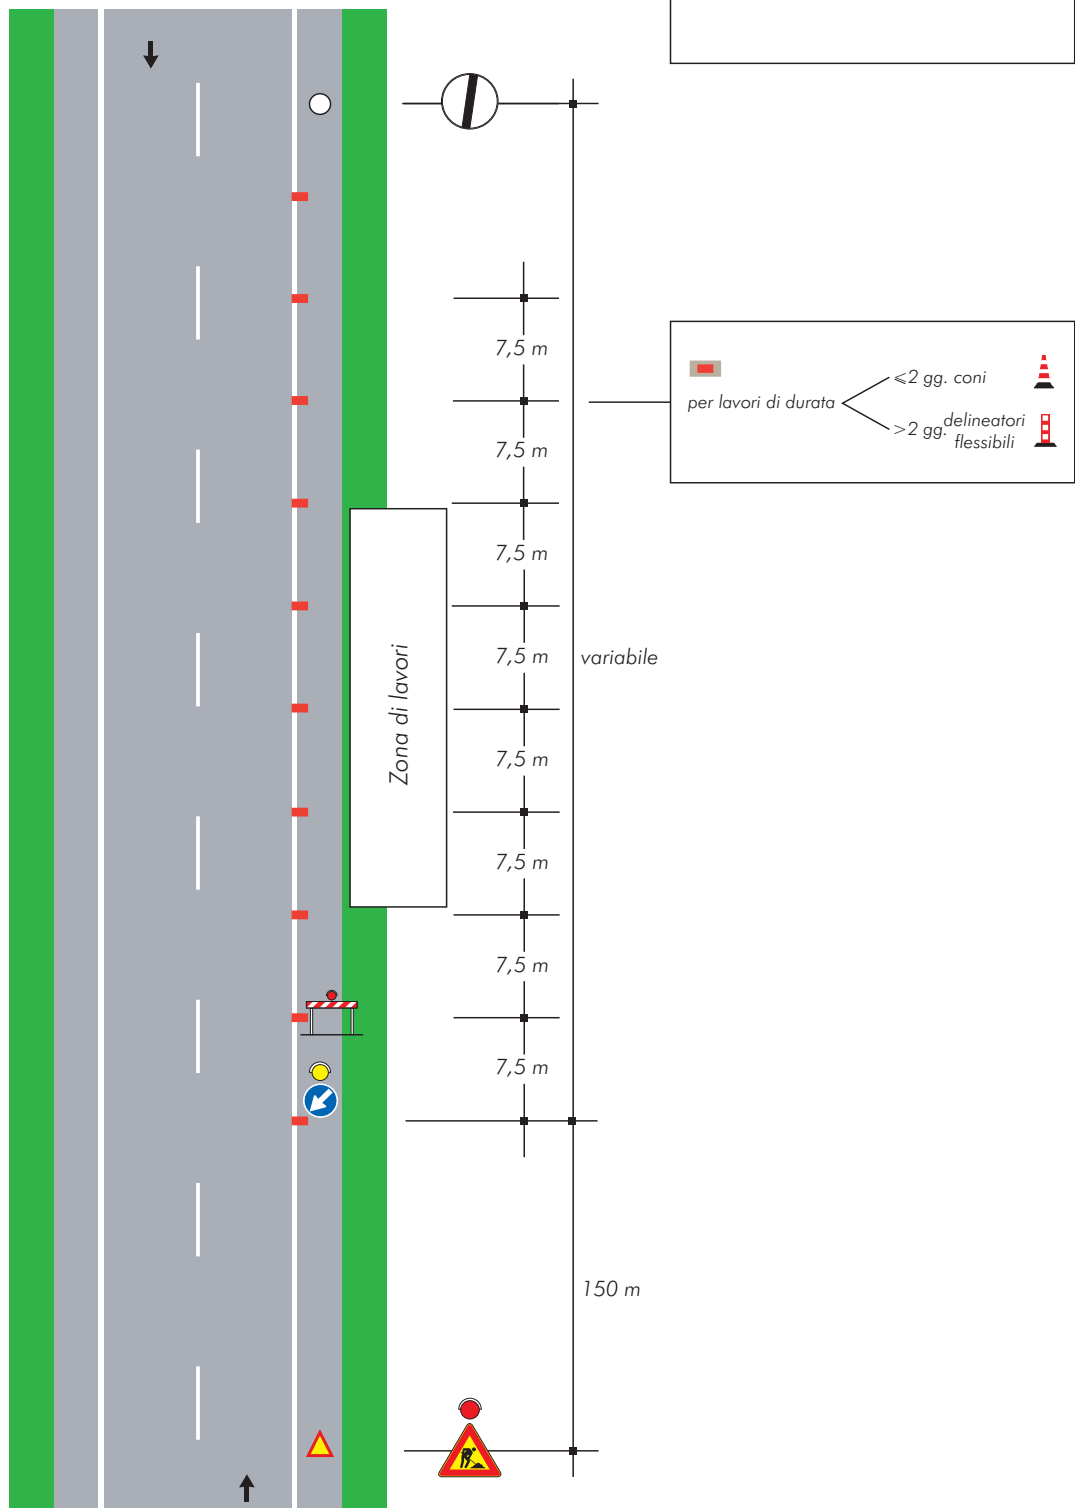 7,5 m
per lavori di durata
⩽2 gg. coni
>2 gg. delineatori
flessibili
7,5 m
7,5 m
7,5 m
variabile
Zona di lavori
7,5 m
7,5 m
7,5 m
7,5 m
150 m